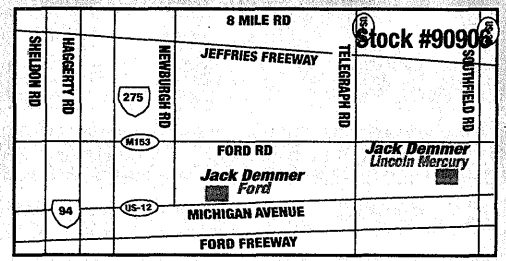 8 MILE RD
Stock #90906
JEFFRIES FREEWAY
SHELDON RD
HAGGERTY RD
NEWBURGH RD
TELEGRAPH RD
SOUTHFIELD RD
275
M153
FORD RD
Jack Demmer
Lincoln Mercury
Jack Demmer
Ford
94
US-12
MICHIGAN AVENUE
FORD FREEWAY